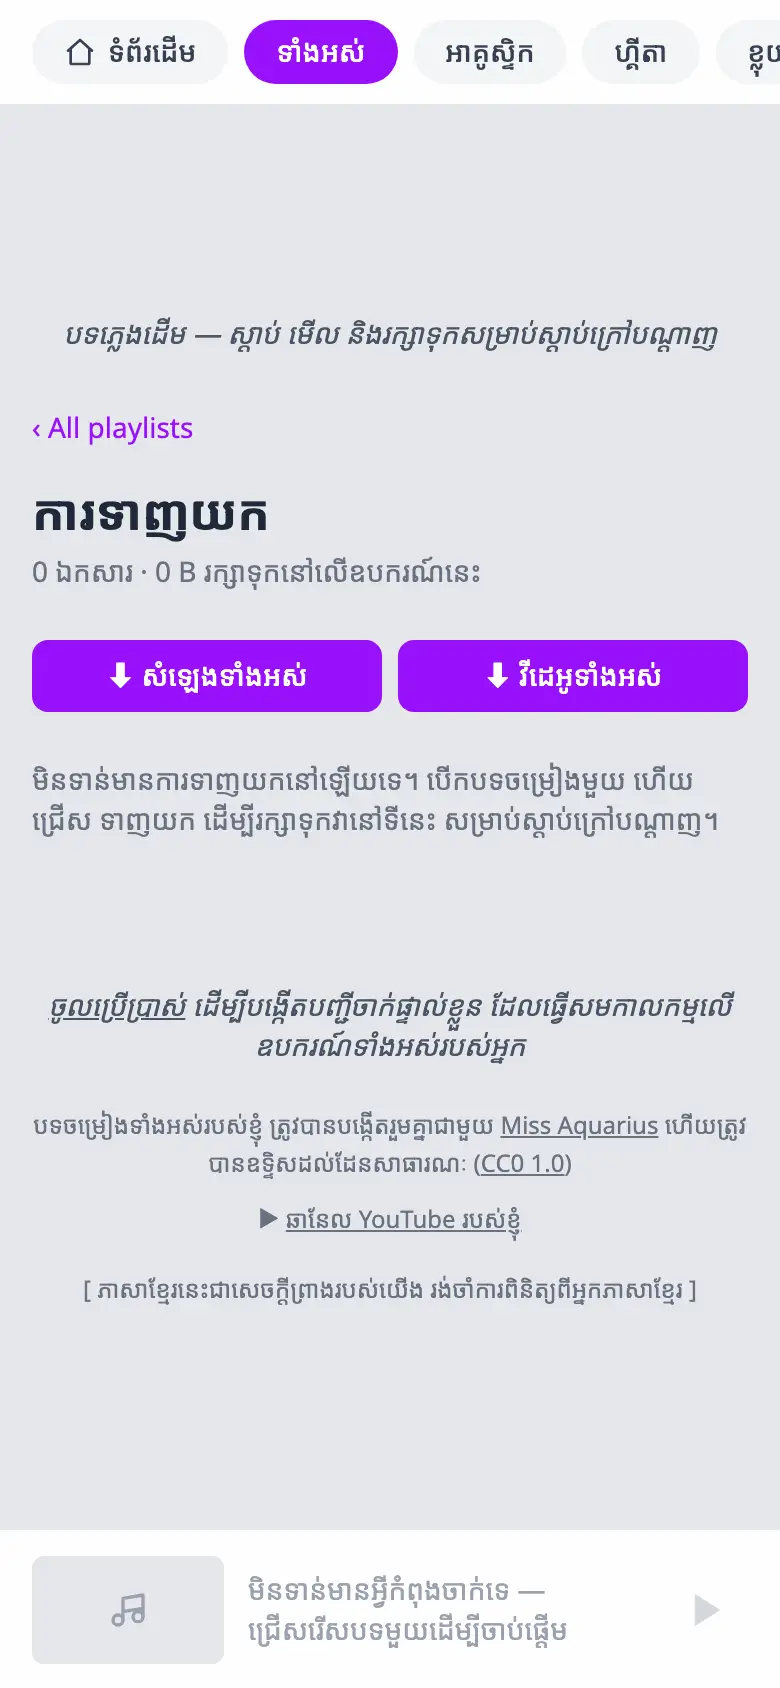 ទំព័រដើម ទាំងអស់ អាគូស្ទិក ហ្គីតា
បទភ្លេងដើម — ស្តាប់ មើល និងរក្សាទុកសម្រាប់ស្តាប់ក្រៅបណ្តាញ
‹ All playlists
ការទាញយក
0 ឯកសារ · 0 B រក្សាទុកនៅលើឧបករណ៍នេះ
⬇ សំឡេងទាំងអស់ ⬇ វីដេអូទាំងអស់
មិនទាន់មានការទាញយកនៅឡើយទេ។ បើកបទចម្រៀងមួយ ហើយ
ជ្រើស ទាញយក ដើម្បីរក្សាទុកវានៅទីនេះ សម្រាប់ស្តាប់ក្រៅបណ្តាញ។
ចូលប្រើប្រាស់ ដើម្បីបង្កើតបញ្ជីចាក់ផ្ទាល់ខ្លួន ដែលធ្វើសមកាលកម្មលើ
ឧបករណ៍ទាំងអស់របស់អ្នក
បទចម្រៀងទាំងអស់របស់ខ្ញុំ ត្រូវបានបង្កើតរួមគ្នាជាមួយ Miss Aquarius ហើយត្រូវ
បានឧទ្ទិសដល់ដែនសាធារណៈ (CC0 1.0)
▶ ឆានែល YouTube របស់ខ្ញុំ
[ ភាសាខ្មែរនេះជាសេចក្តីព្រាងរបស់យើង រង់ចាំការពិនិត្យពីអ្នកភាសាខ្មែរ ]
មិនទាន់មានអ្វីកំពុងចាក់ទេ —
ជ្រើសរើសបទមួយដើម្បីចាប់ផ្តើម